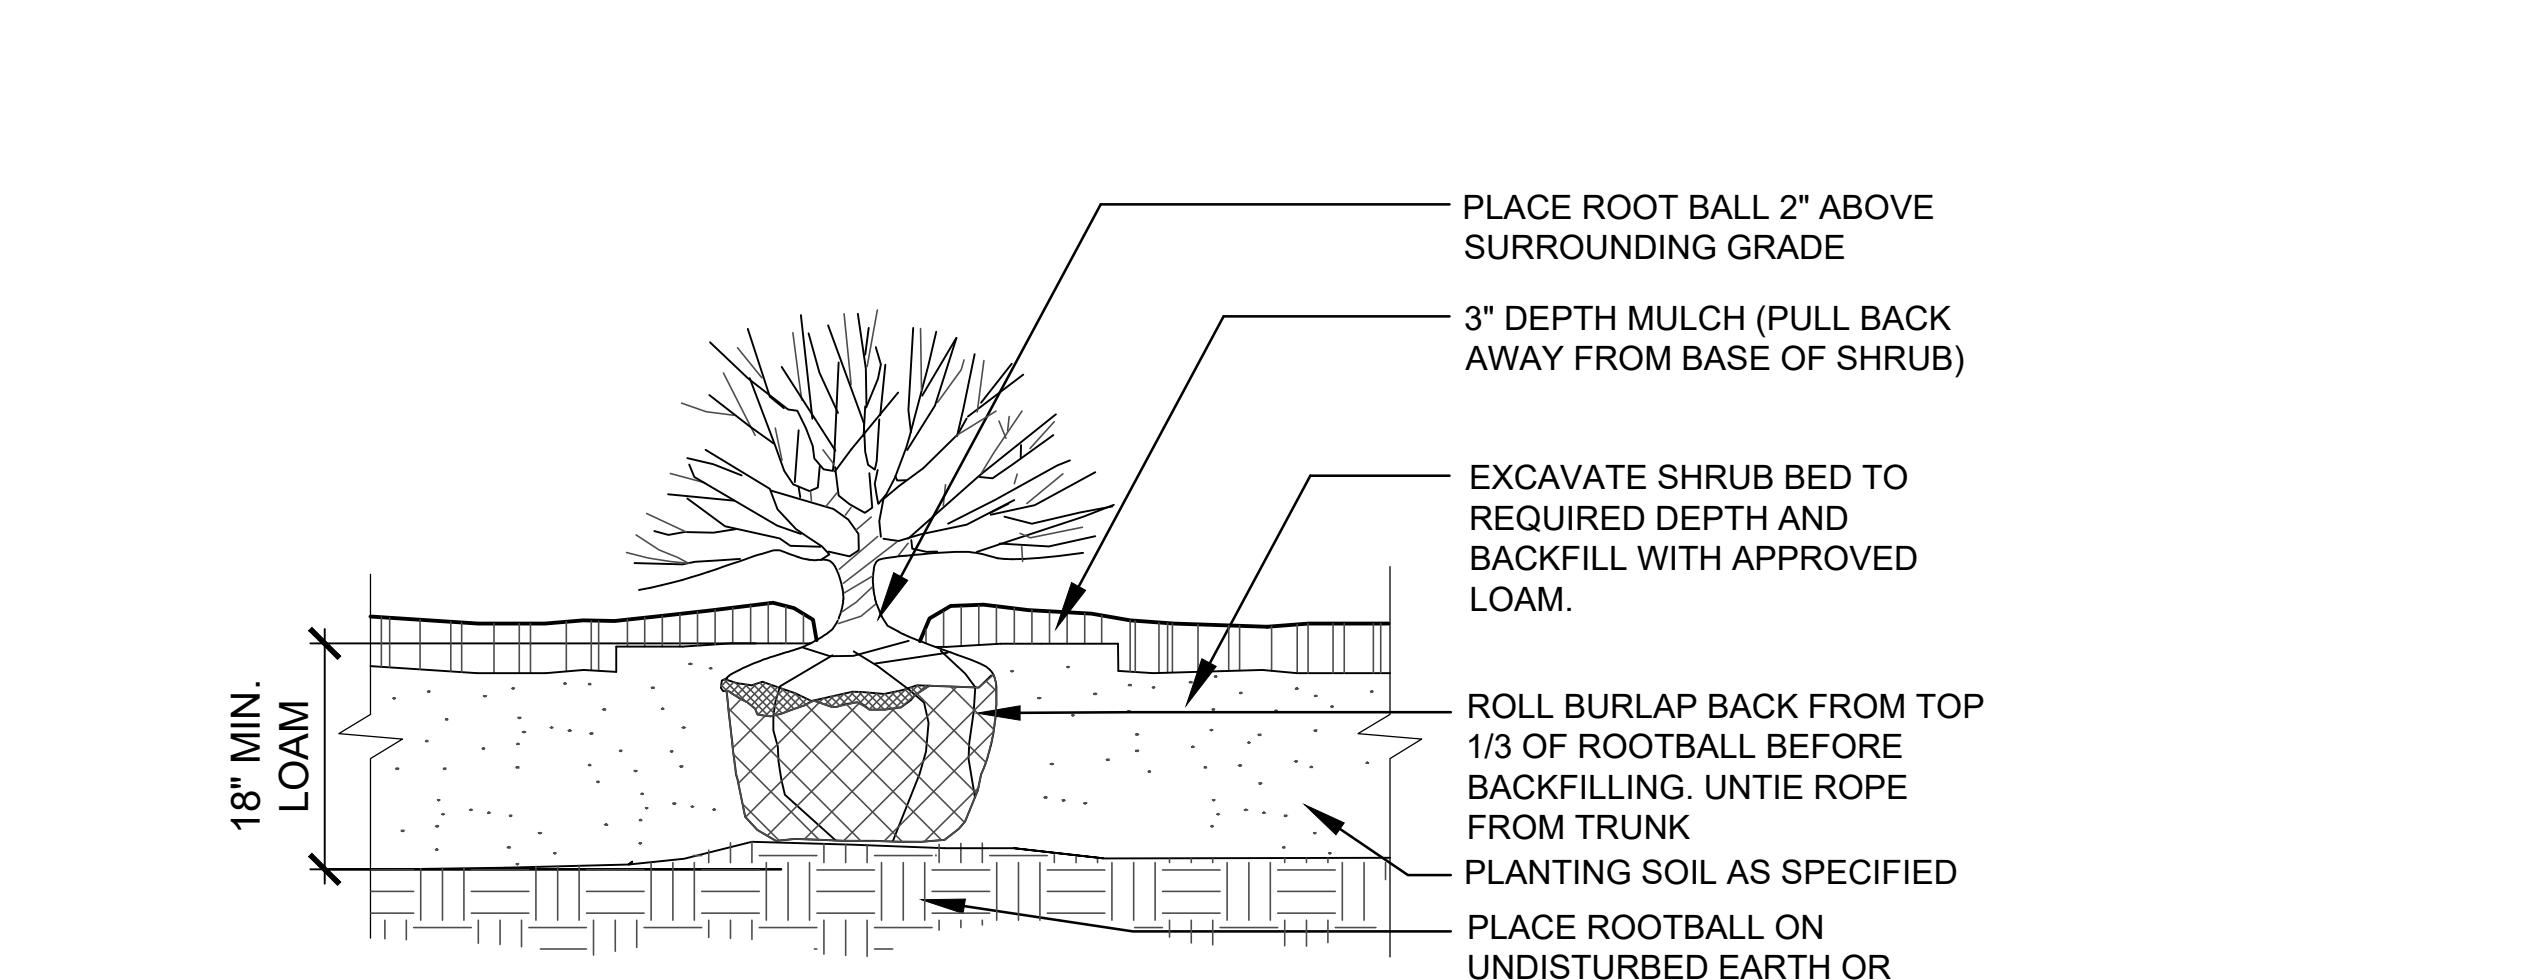 PLACE ROOT BALL 2" ABOVE
SURROUNDING GRADE
3" DEPTH MULCH (PULL BACK
AWAY FROM BASE OF SHRUB)
EXCAVATE SHRUB BED TO
REQUIRED DEPTH AND
BACKFILL WITH APPROVED
LOAM.
18" MIN.
LOAM
ROLL BURLAP BACK FROM TOP
1/3 OF ROOTBALL BEFORE
BACKFILLING. UNTIE ROPE
FROM TRUNK
PLANTING SOIL AS SPECIFIED
PLACE ROOTBALL ON
UNDISTURBED EARTH OR